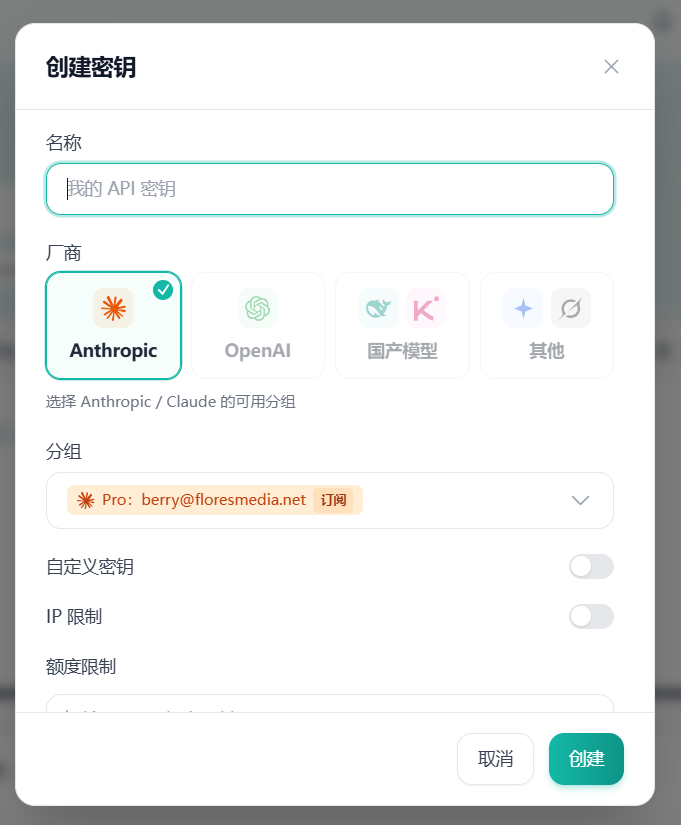 创建密钥
名称
我的 API 密钥
厂商
Anthropic
OpenAI
国产模型
其他
选择 Anthropic / Claude 的可用分组
分组
Pro：berry@floresmedia.net 订阅
自定义密钥
IP 限制
额度限制
取消
创建